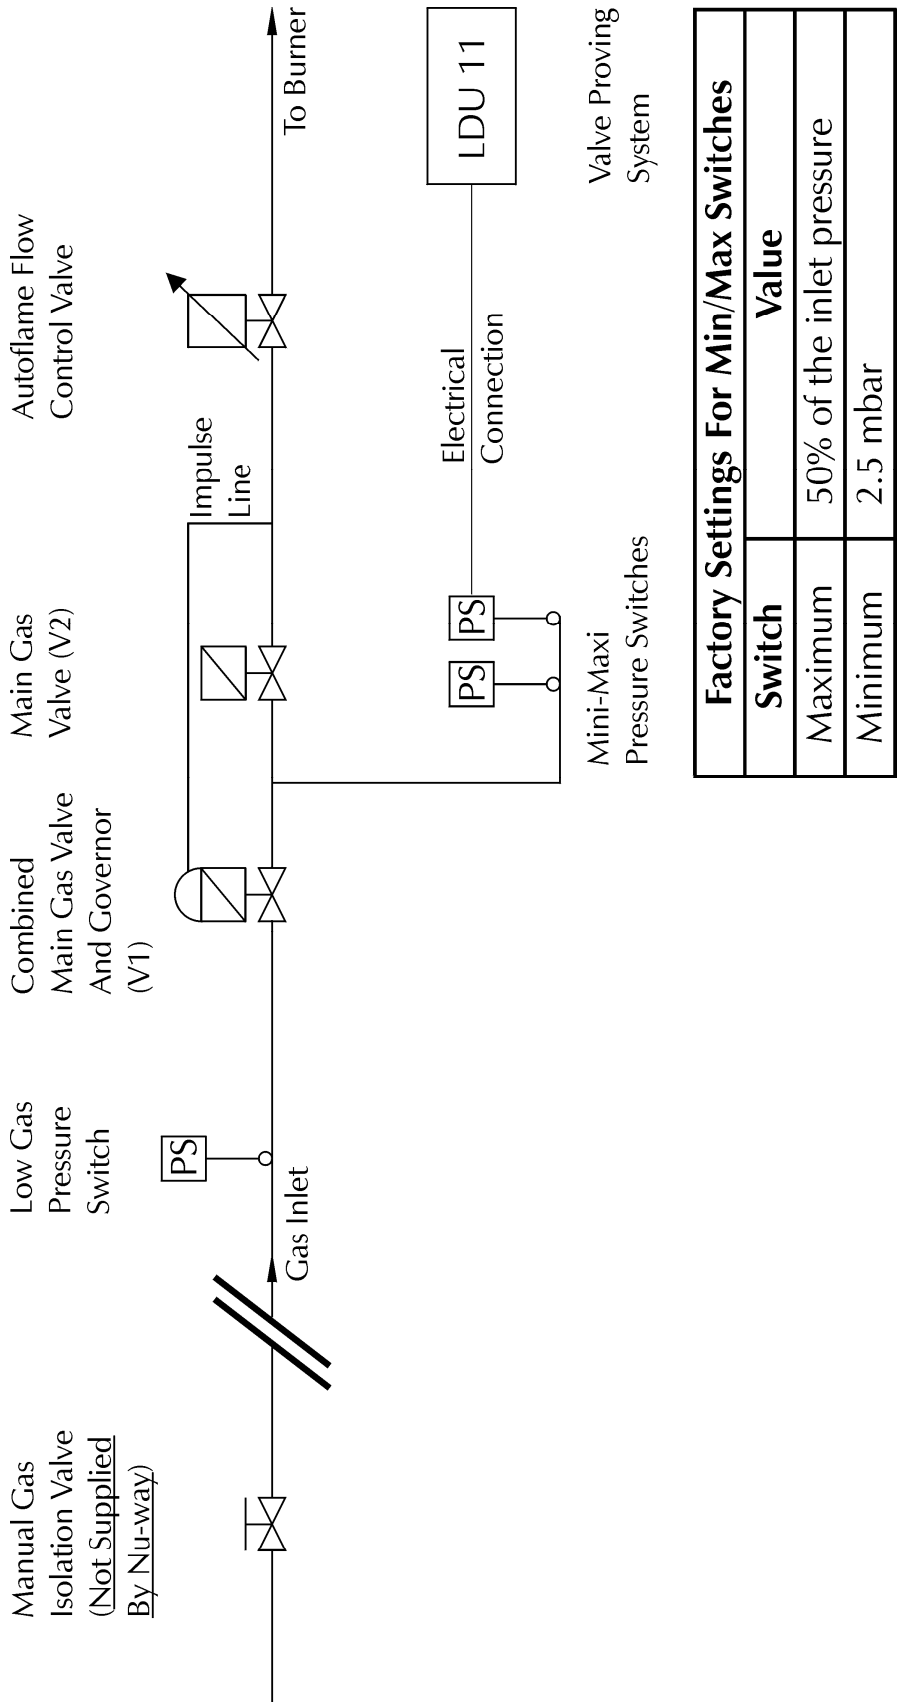 Manual Gas
Isolation Valve
(Not Supplied
By Nu-way)
Low Gas
Pressure
Switch
PS
Gas Inlet
Combined
Main Gas Valve
And Governor
(V1)
Main Gas
Valve (V2)
Impulse
Line
Autoflame Flow
Control Valve
To Burner
PS
PS
Mini-Maxi
Pressure Switches
Electrical
Connection
LDU 11
Valve Proving
System
Factory Settings For Min/Max Switches
Switch Value
Maximum 50% of the inlet pressure
Minimum 2.5 mbar